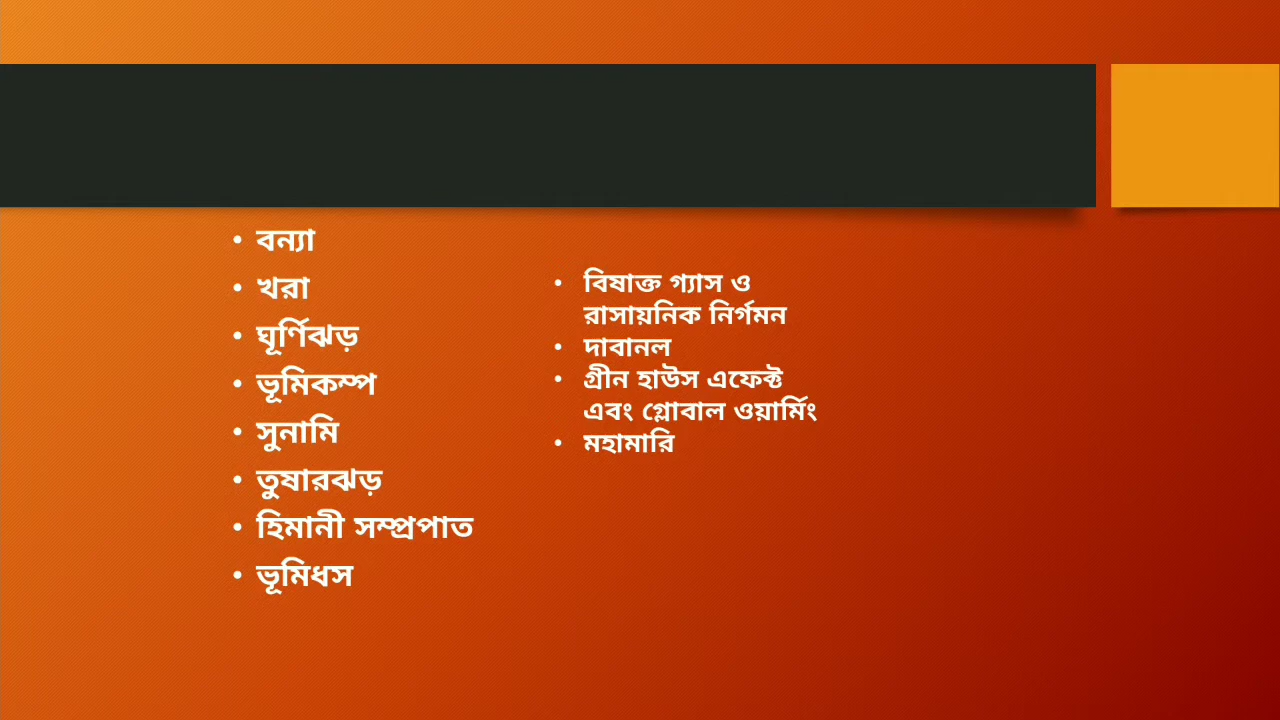 • বন্যা
• খরা
• ঘূর্ণিঝড়
• ভূমিকম্প
• সুনামি
• তুষারঝড়
• হিমানী সম্প্রপাত
• ভূমিধস
• বিষাক্ত গ্যাস ও
রাসায়নিক নির্গমন
• দাবানল
• গ্রীন হাউস এফেক্ট
এবং গ্লোবাল ওয়ার্মিং
• মহামারি